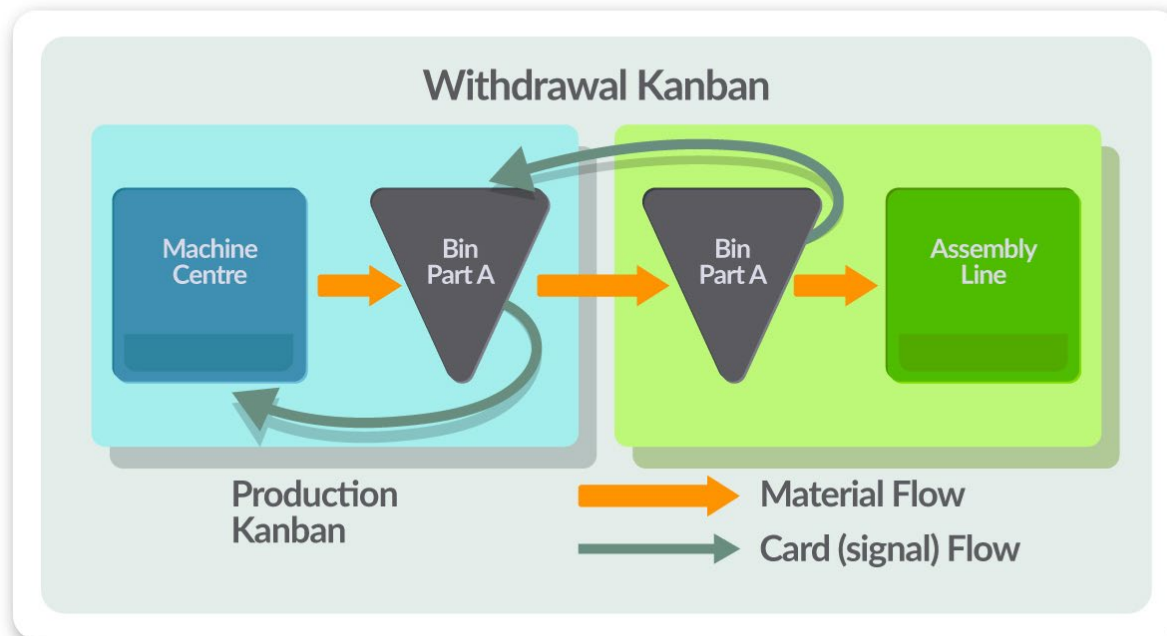 Withdrawal Kanban
Machine
Centre
Bin
Part A
Bin
Part A
Assembly
Line
Production
Kanban
Material Flow
Card (signal) Flow